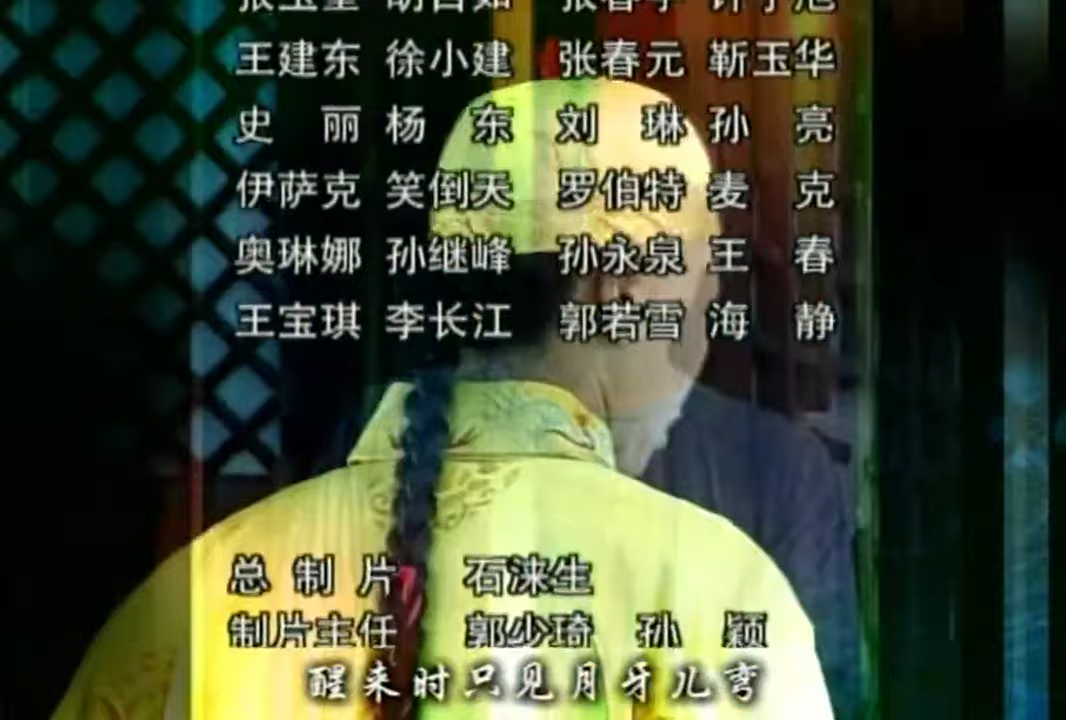 王建东 徐小建 张春元 靳玉华
史 丽 杨 东 刘 琳 孙 亮
伊萨克 笑倒天 罗伯特 麦 克
奥琳娜 孙继峰 孙永泉 王 春
王宝琪 李长江 郭若雪 海 静
总制片 石涞生
制片主任 郭少琦 孙 颖
醒来时只见月牙儿弯